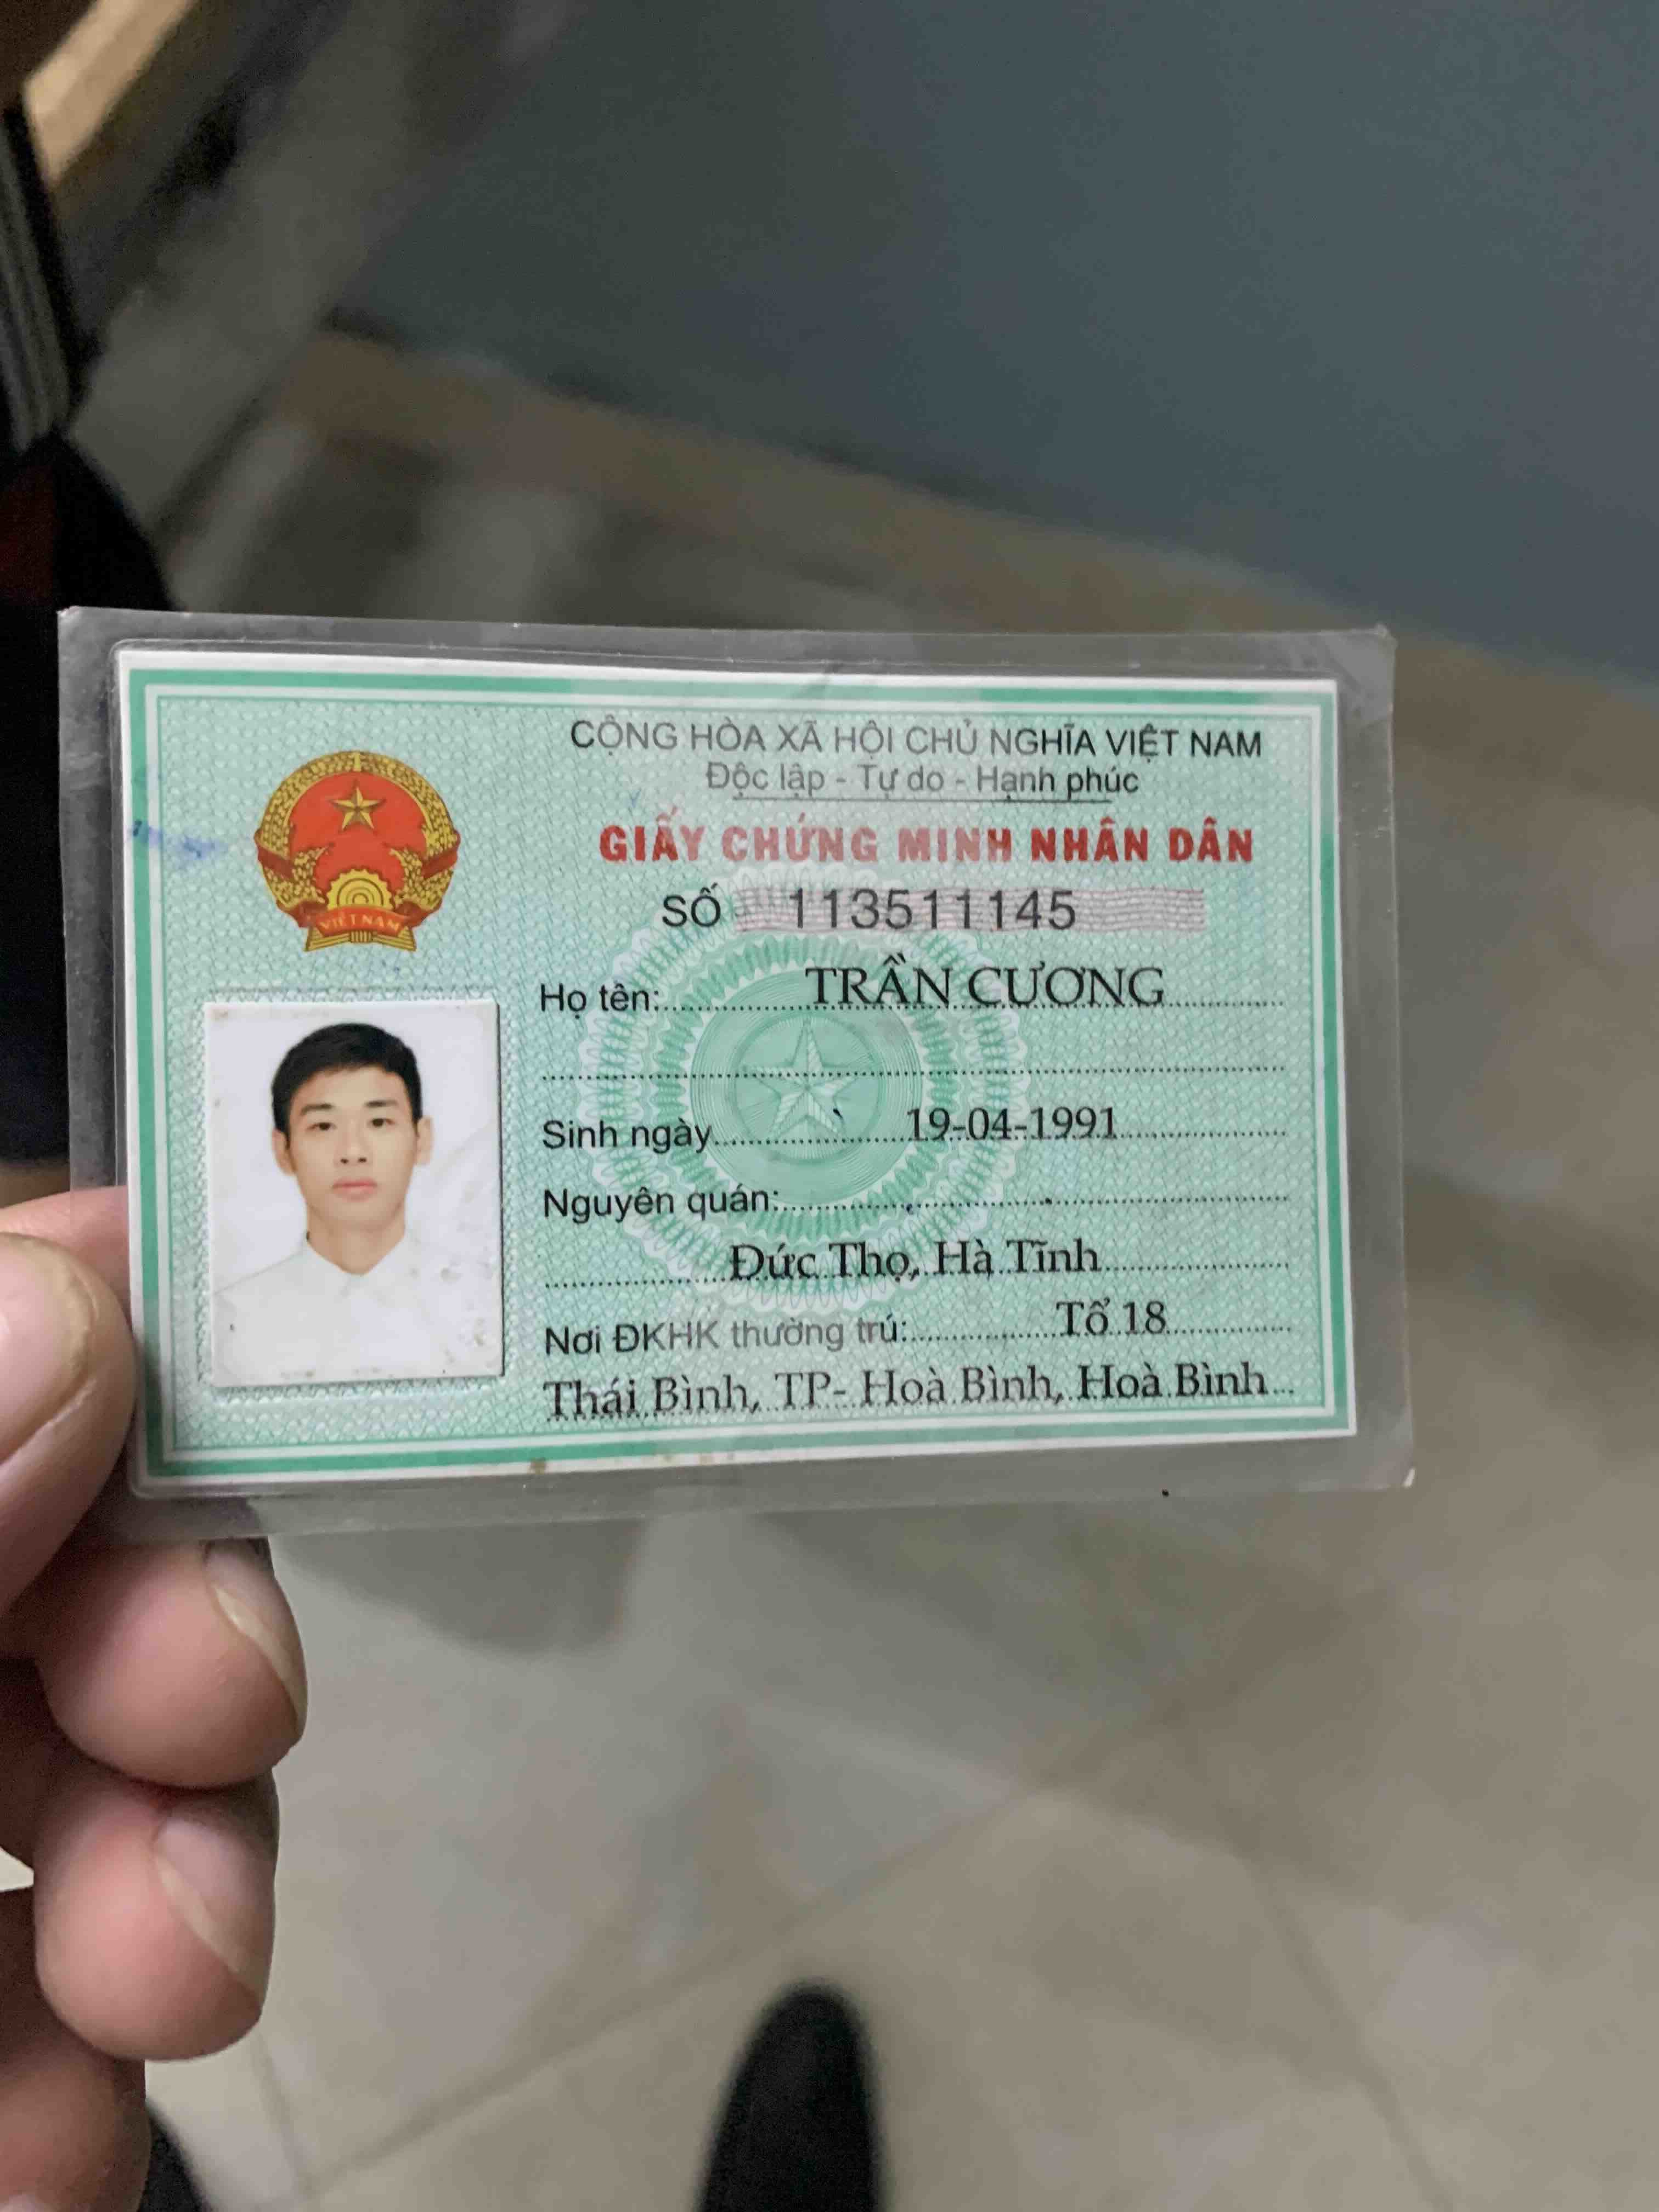 CỘNG HÒA XÃ HỘI CHỦ NGHĨA VIỆT NAM
Độc lập - Tự do - Hạnh phúc
GIẤY CHỨNG MINH NHÂN DÂN
SỐ 113511145
Họ tên: TRẦN CƯƠNG
Sinh ngày 19-04-1991
Nguyên quán:
Đức Thọ, Hà Tĩnh
Nơi ĐKHK thường trú: Tổ 18
Thái Bình, TP- Hoà Bình, Hoà Bình
VIỆT NAM